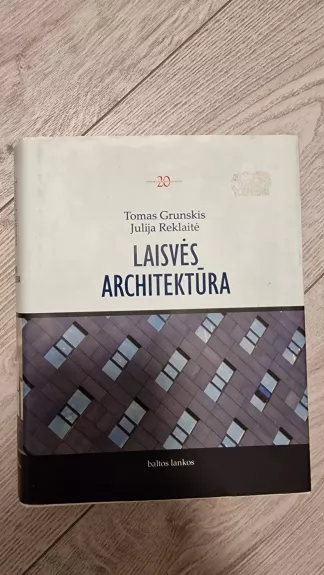 20
Tomas Grunskis
Julija Reklaitė
LAISVĖS
ARCHITEKTŪRA
baltos lankos